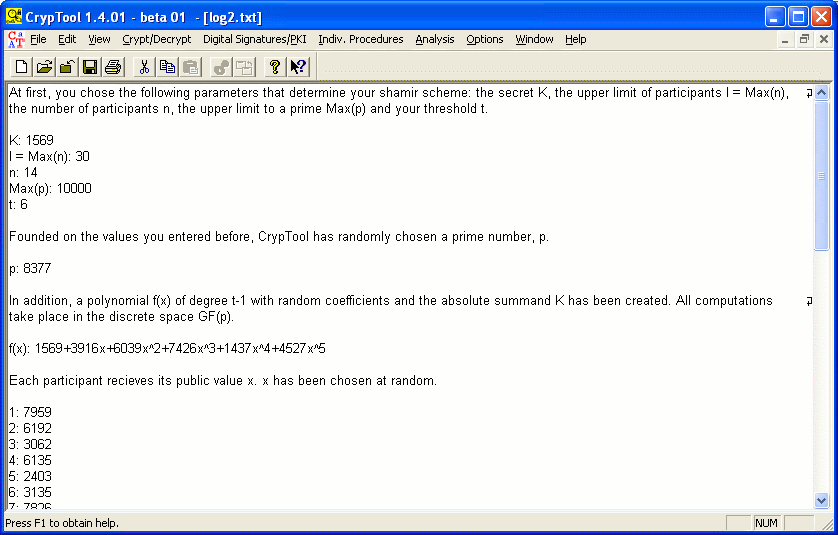 CrypTool 1.4.01 - beta 01 - [log2.txt]
File Edit View Crypt/Decrypt Digital Signatures/PKI Indiv. Procedures Analysis Options Window Help
At first, you chose the following parameters that determine your shamir scheme: the secret K, the upper limit of participants l = Max(n),
the number of participants n, the upper limit to a prime Max(p) and your threshold t.
K: 1569
l = Max(n): 30
n: 14
Max(p): 10000
t: 6
Founded on the values you entered before, CrypTool has randomly chosen a prime number, p.
p: 8377
In addition, a polynomial f(x) of degree t-1 with random coefficients and the absolute summand K has been created. All computations
take place in the discrete space GF(p).
f(x): 1569+3916x+6039x^2+7426x^3+1437x^4+4527x^5
Each participant recieves its public value x. x has been chosen at random.
1: 7959
2: 6192
3: 3062
4: 6135
5: 2403
6: 3135
7: 7826
Press F1 to obtain help.
NUM